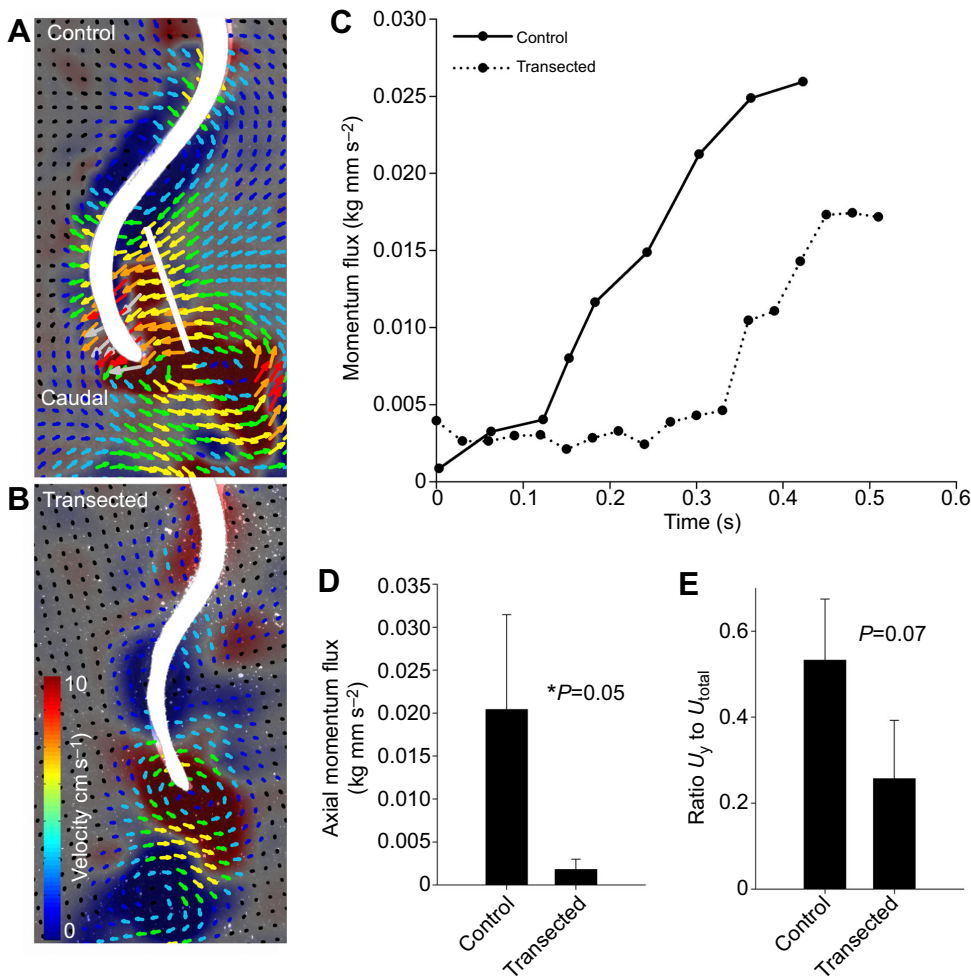 A
Control
Caudal
B
Transected
10
Velocity cm s⁻¹)
0
C
Control
Transected
Momentum flux (kg mm s⁻²)
0.030
0.025
0.020
0.015
0.010
0.005
0
0 0.1 0.2 0.3 0.4 0.5 0.6
Time (s)
D
Axial momentum flux
(kg mm s⁻²)
0.035
0.030
0.025
0.020
0.015
0.010
0.005
0
*P=0.05
Control
Transected
E
Ratio Uy to Utotal
0.6
0.4
0.2
0
P=0.07
Control
Transected